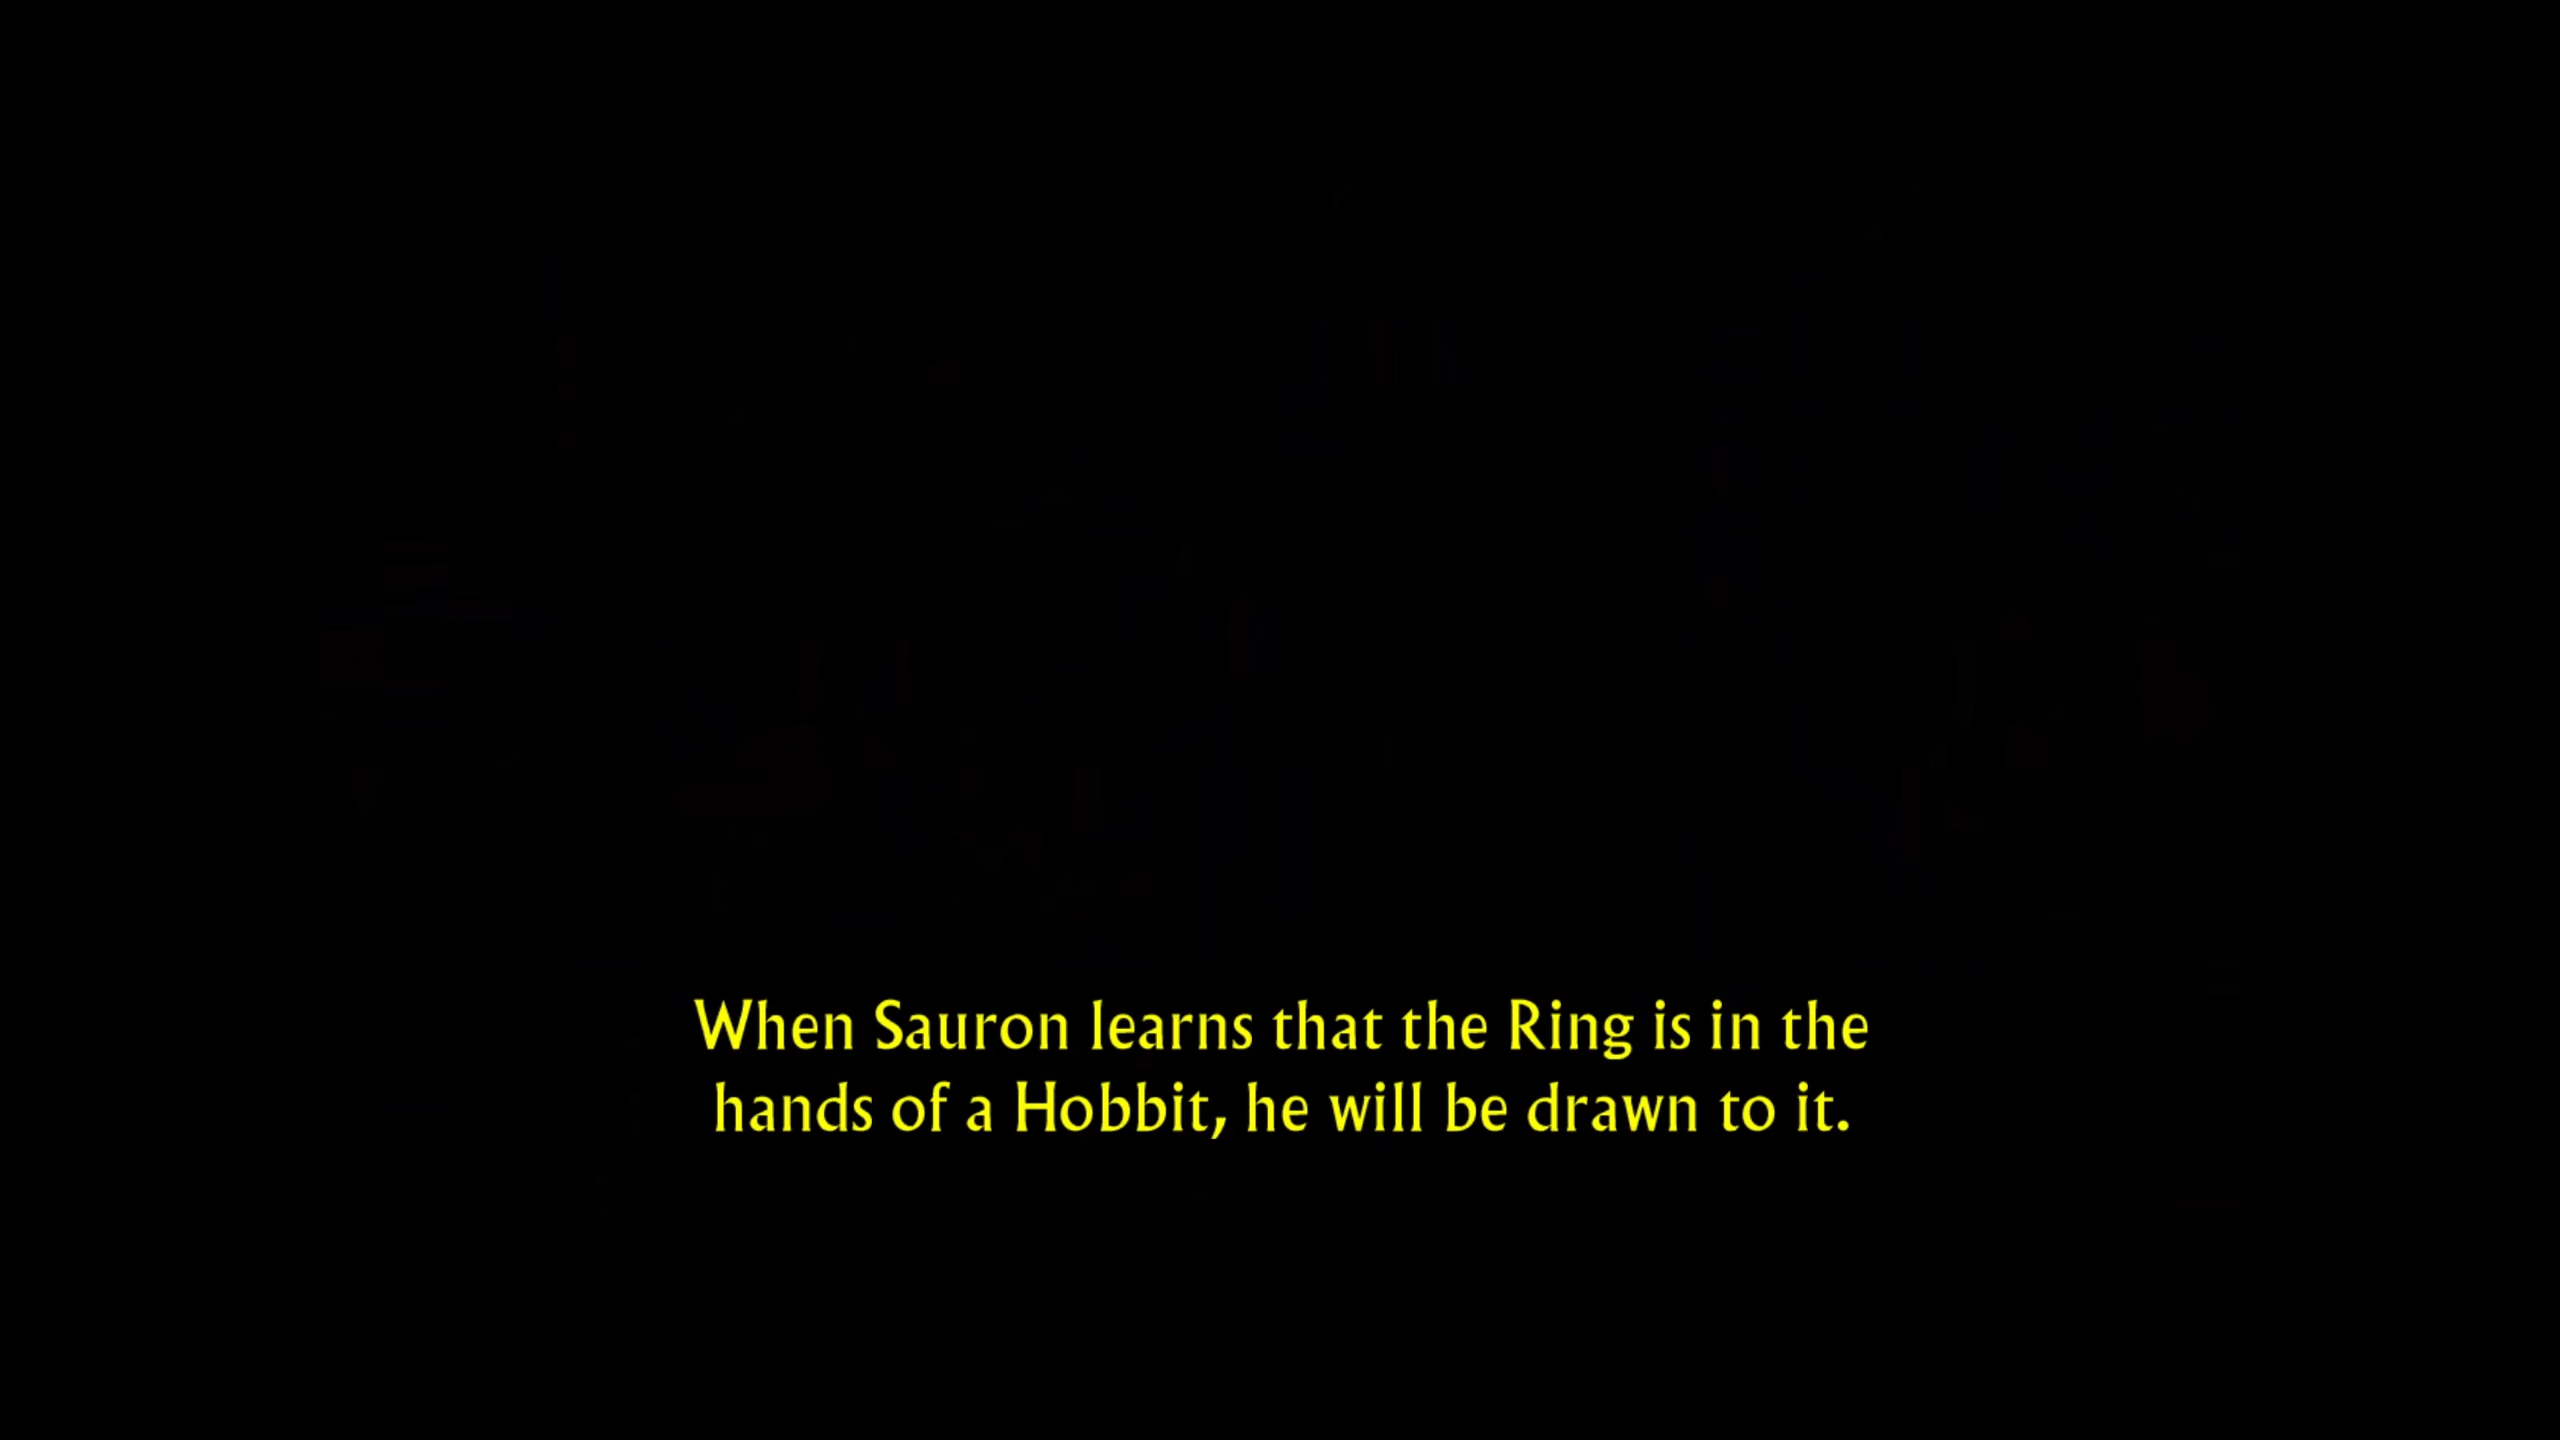 When Sauron learns that the Ring is in the
hands of a Hobbit, he will be drawn to it.